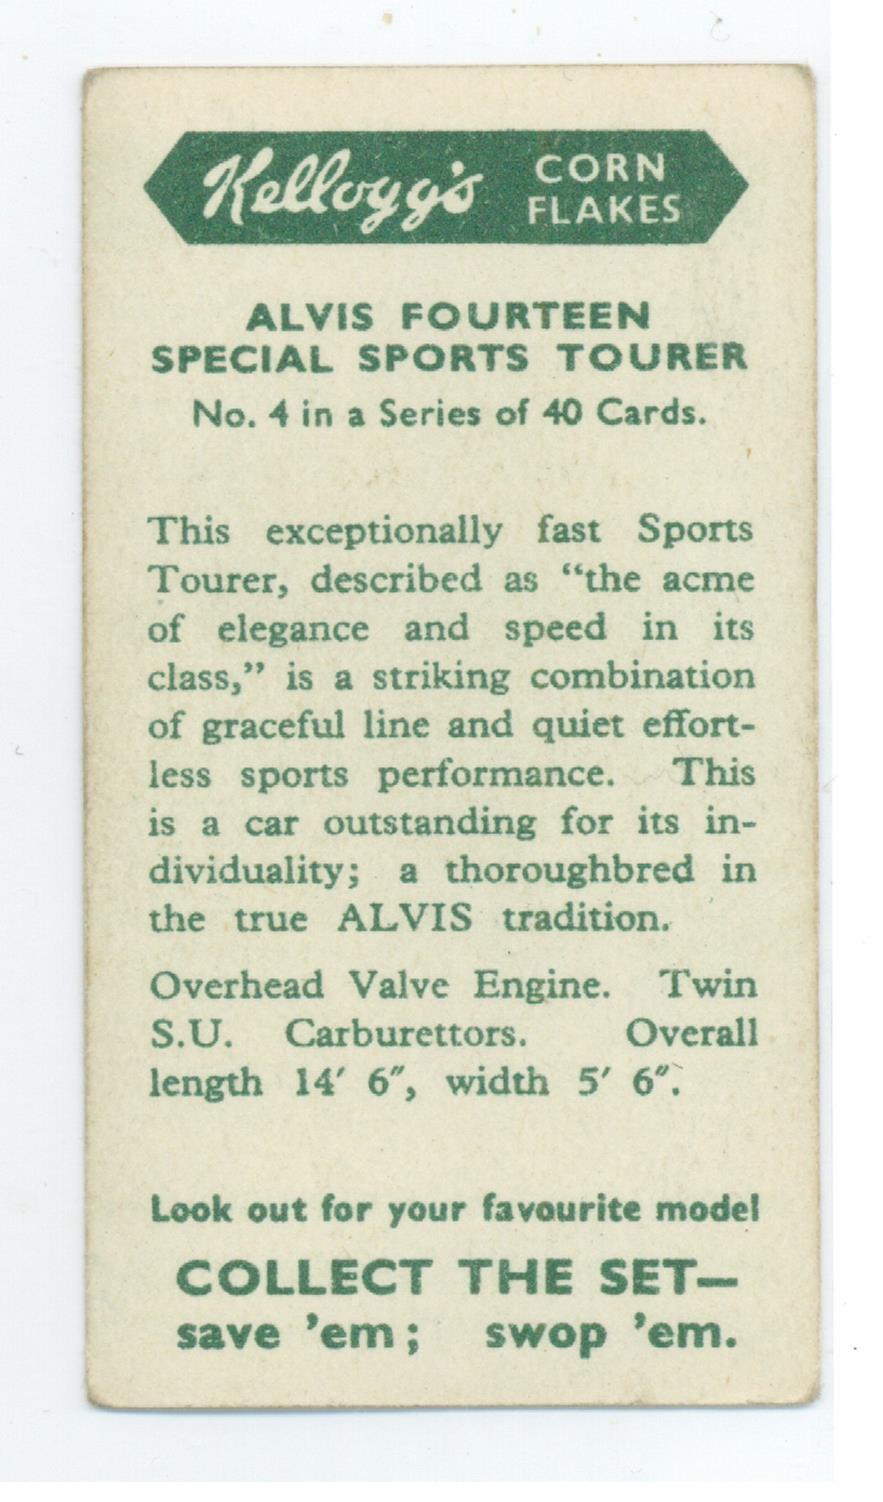 Kellogg's CORN
FLAKES
ALVIS FOURTEEN
SPECIAL SPORTS TOURER
No. 4 in a Series of 40 Cards.
This exceptionally fast Sports
Tourer, described as “the acme
of elegance and speed in its
class,” is a striking combination
of graceful line and quiet effort-
less sports performance. This
is a car outstanding for its in-
dividuality; a thoroughbred in
the true ALVIS tradition.
Overhead Valve Engine. Twin
S.U. Carburettors. Overall
length 14′ 6″, width 5′ 6″.
Look out for your favourite model
COLLECT THE SET—
save ’em; swop ’em.